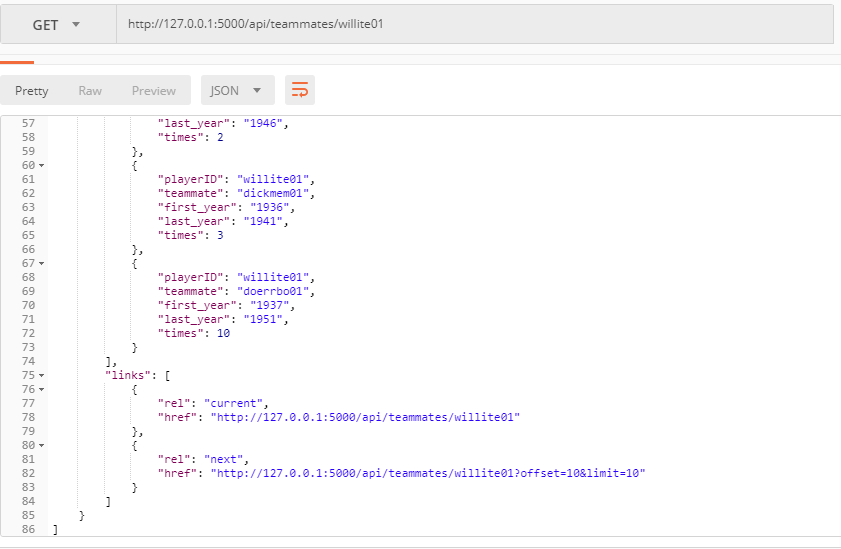 GET http://127.0.0.1:5000/api/teammates/willite01
Pretty Raw Preview JSON
57 "last_year": "1946",
58 "times": 2
59 },
60 {
61 "playerID": "willite01",
62 "teammate": "dickmem01",
63 "first_year": "1936",
64 "last_year": "1941",
65 "times": 3
66 },
67 {
68 "playerID": "willite01",
69 "teammate": "doerrbo01",
70 "first_year": "1937",
71 "last_year": "1951",
72 "times": 10
73 }
74 ],
75 "links": [
76 {
77 "rel": "current",
78 "href": "http://127.0.0.1:5000/api/teammates/willite01"
79 },
80 {
81 "rel": "next",
82 "href": "http://127.0.0.1:5000/api/teammates/willite01?offset=10&limit=10"
83 }
84 ]
85 }
86 ]